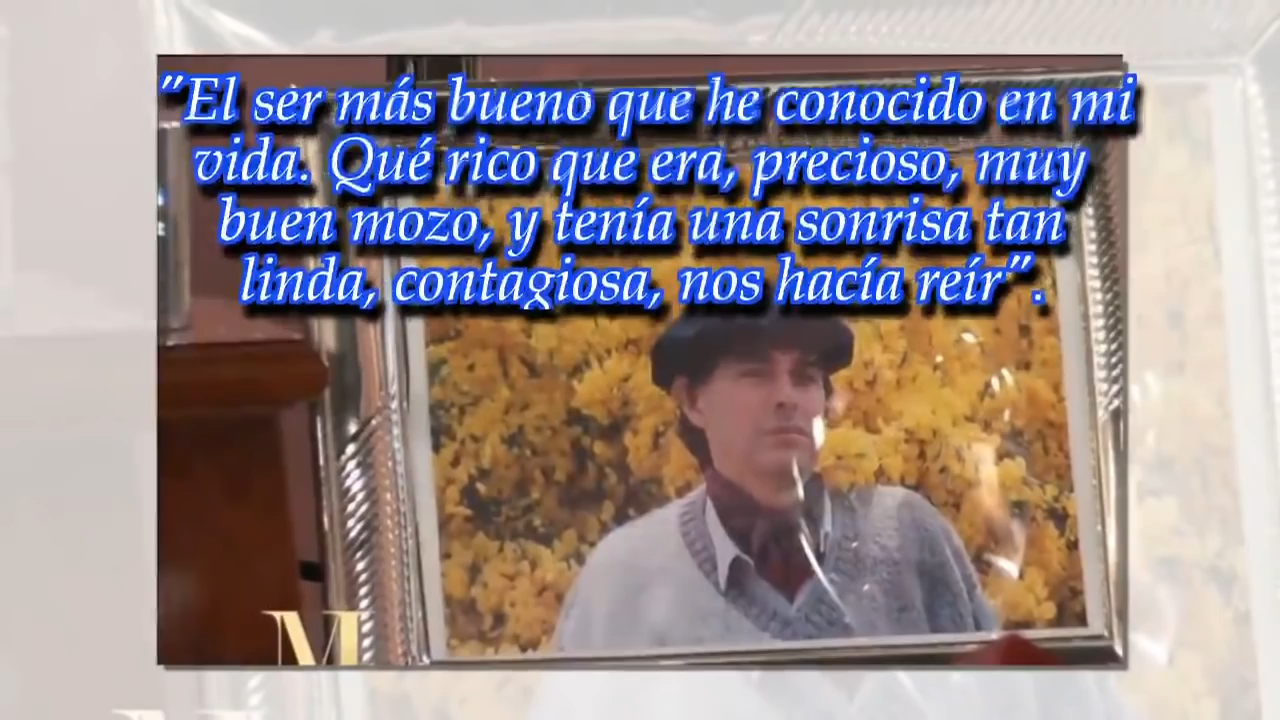 "El ser más bueno que he conocido en mi
vida. Qué rico que era, precioso, muy
buen mozo, y tenía una sonrisa tan
linda, contagiosa, nos hacía reír".
M